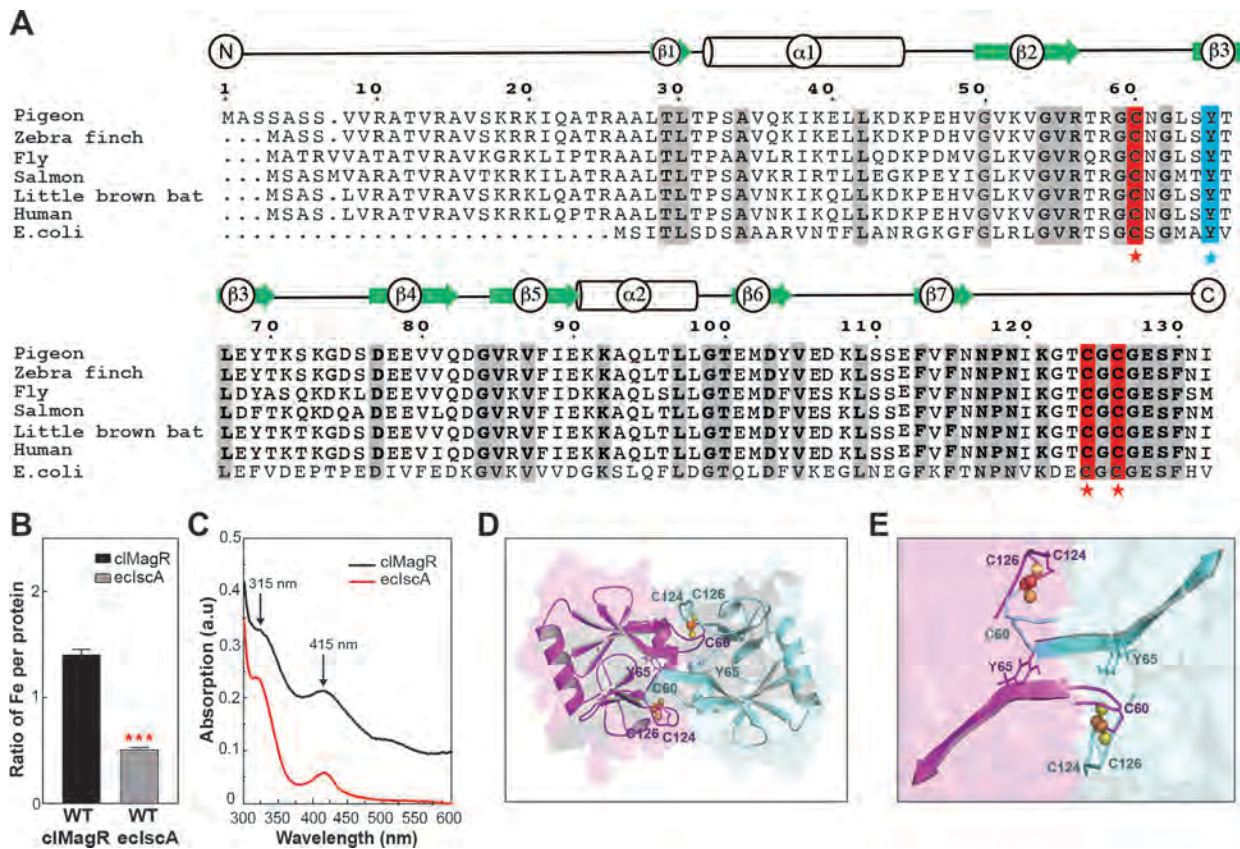 A
N β1 α1 β2 β3
1 10 20 30 40 50 60
Pigeon MASSASS.VVRATVRAVSKRKIQATRAALTLTPSAVQKIKELLKDKPEHVGVKVGVRTRGCNGLSYT
Zebra finch ...MSAS.VVRATVRAVSKRKIQATRAALTLTPSAVNKIKQLLKDKPEHVGVKVGVRTRGCNGLSYT
Fly ...MATRVVATATVRAVKGRKLIPTRAALTLTPAAVLRIKTLLQDKPDMVGLKVGVRQRGCNGLSYT
Salmon ...MSASMVARATVRAVTKRKILATRAALTLTPSAVKRIRTLLEGKPEYIGLKVGVRTRGCNGMTYT
Little brown bat ...MSAS.LVRATVRAVSKRKLQATRAALTLTPSAVNKIKQLLKDKPEHVGVKVGVRTRGCNGLSYT
Human ...MSAS.LVRATVRAVSKRKLQPTRAALTLTPSAVNKIKQLLKDKPEHVGVKVGVRTRGCNGLSYT
E.coli ..........................MSITLSDSAAARVNTFLANRGKGFGLRLGVRTSGCSGMAYV
β3 β4 β5 α2 β6 β7 C
70 80 90 100 110 120 130
Pigeon LEYTKSKGDSDEEVVQDGVRVFIEKKAQLTLLGTEMDYVEDKLSSEFVFNNPNIKGTCGCGESFNI
Zebra finch LEYTKSKGDSDEEVVQDGVRVFIEKKAQLTLLGTEMDYVEDKLSSEFVFNNPNIKGTCGCGESFNI
Fly LDYASQKDKLDEEVVQDGVKVFIDKKAQLSLLGTEMDFVESKLSSEFVFNNPNIKGTCGCGESFSM
Salmon LDFTKQKDQADEEVLQDGVRVFIEKKAQLTLLGTEMDFVESKLSSEFVFNNPNIKGTCGCGESFNM
Little brown bat LEYTKTKGDSDEEVVQDGVRVFIEKKAQLTLLGTEMDYVEDKLSSEFVFNNPNIKGTCGCGESFNI
Human LEYTKTKGDSDEEVIQDGVRVFIEKKAQLTLLGTEMDYVEDKLSSEFVFNNPNIKGTCGCGESFNI
E.coli LEFVDEPTPEDIVFEDKGVKVVVDGKSLQFLDGTQLDFVKEGLNEGFKFTNPNVKDECGCGESFHV
B
Ratio of Fe per protein
2
1
0
clMagR
ecIscA
***
WT WT
clMagR ecIscA
C
Absorption (a.u)
0.5
0.4
0.3
0.2
0.1
0
315 nm
415 nm
clMagR
ecIscA
300 350 400 450 500 550 600
Wavelength (nm)
D
C124 C126
C60
Y65
Y65
C60
C126 C124
E
C126
C124
C60
Y65
Y65
C60
C124
C126